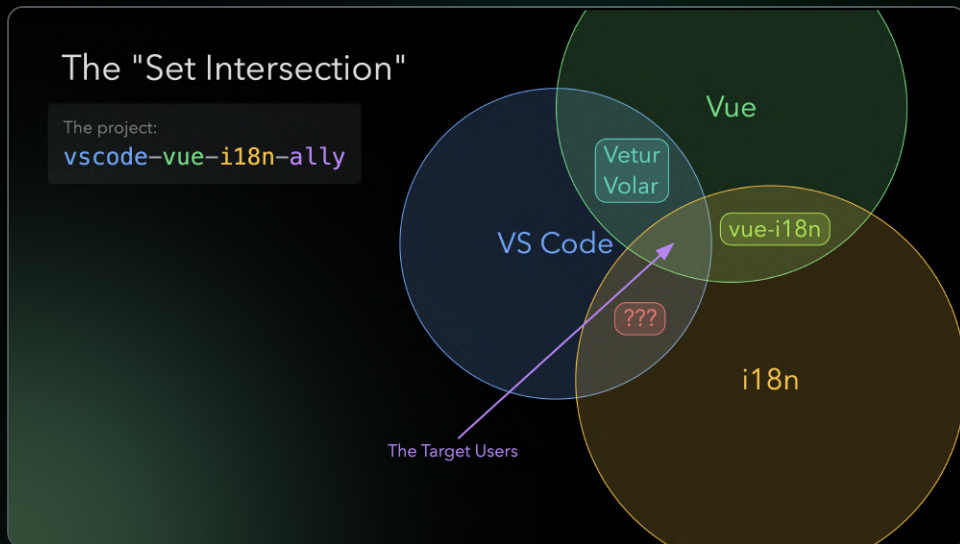 The "Set Intersection"
The project:
vscode-vue-i18n-ally
Vue
Vetur
Volar
vue-i18n
VS Code
???
i18n
The Target Users